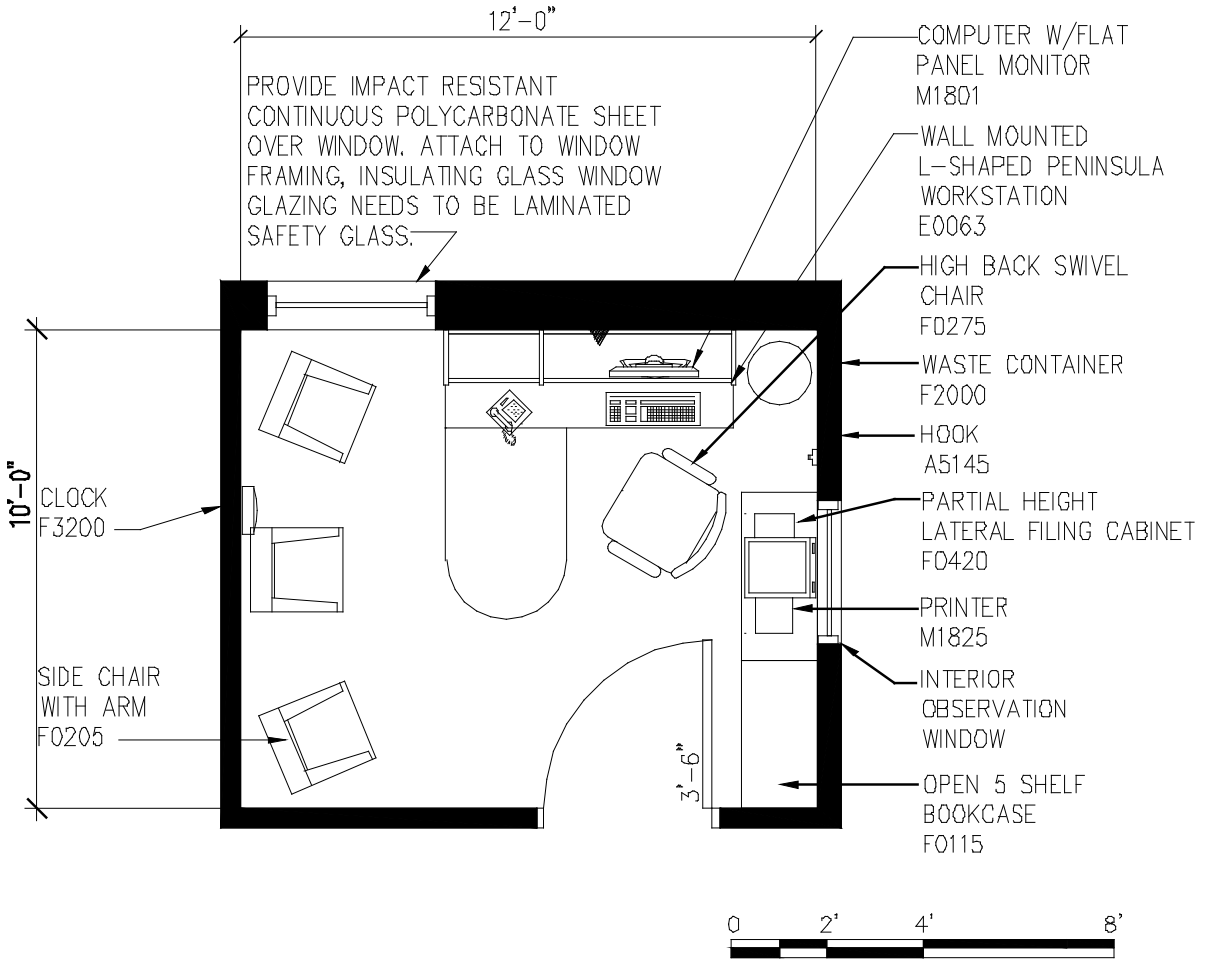 12'-0"
PROVIDE IMPACT RESISTANT
CONTINUOUS POLYCARBONATE SHEET
OVER WINDOW. ATTACH TO WINDOW
FRAMING, INSULATING GLASS WINDOW
GLAZING NEEDS TO BE LAMINATED
SAFETY GLASS.
COMPUTER W/FLAT
PANEL MONITOR
M1801
WALL MOUNTED
L-SHAPED PENINSULA
WORKSTATION
E0063
HIGH BACK SWIVEL
CHAIR
F0275
WASTE CONTAINER
F2000
HOOK
A5145
PARTIAL HEIGHT
LATERAL FILING CABINET
F0420
PRINTER
M1825
INTERIOR
OBSERVATION
WINDOW
OPEN 5 SHELF
BOOKCASE
F0115
10'-0"
CLOCK
F3200
SIDE CHAIR
WITH ARM
F0205
3'-6"
0 2' 4' 8'